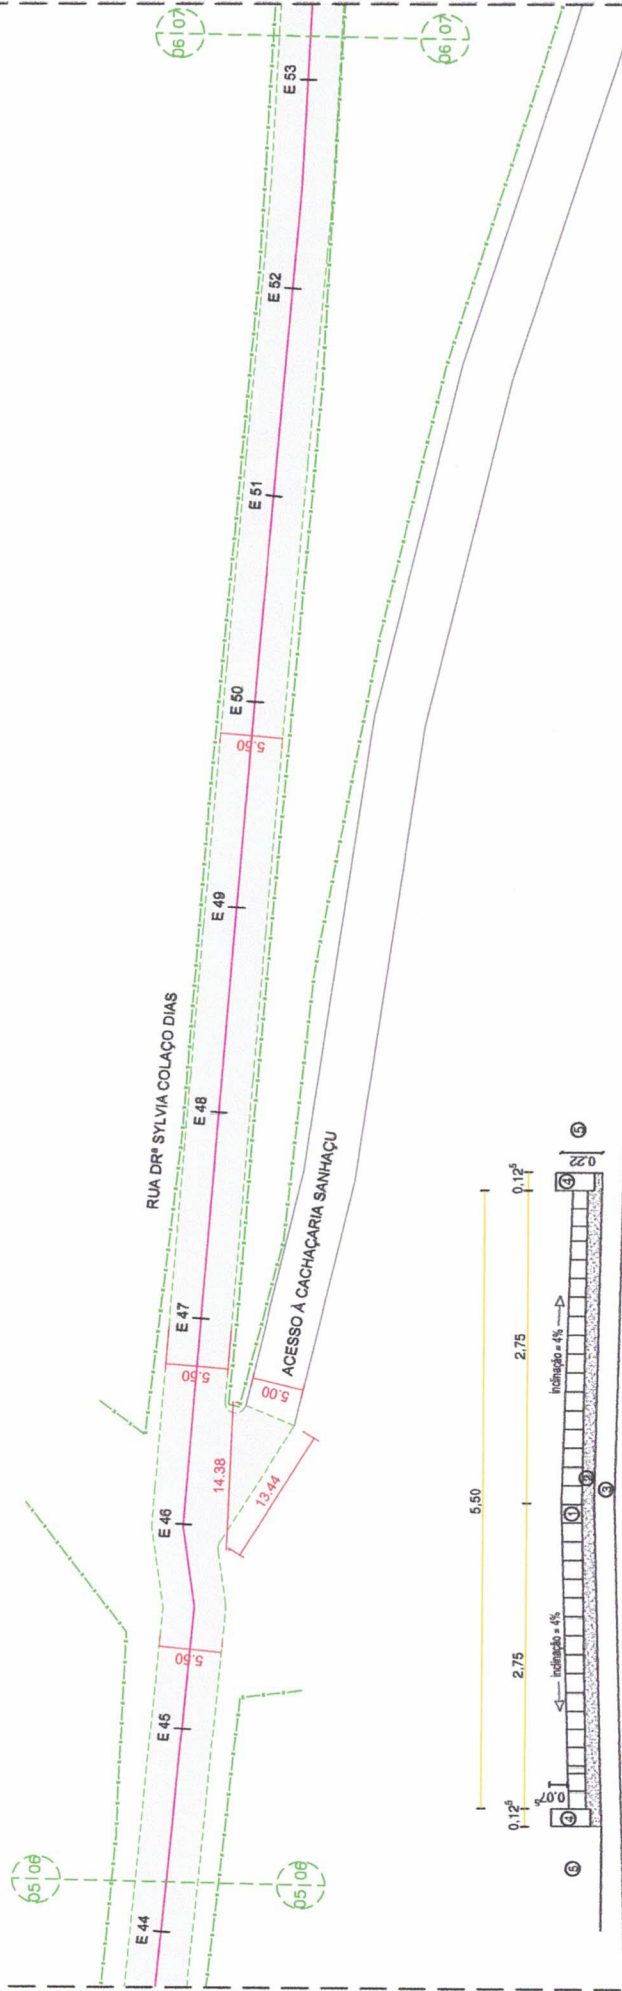 06 07
06 07
E 53
E 52
E 51
E 50
5.50
E 49
RUA DRª SYLVIA COLAÇO DIAS
E 48
E 47
5.50
ACESSO À CACHAÇARIA SANHAÇU
5.00
14.38
13.44
E 46
5.50
E 45
05 06
05 06
E 44
5,50
0,12⁵
2,75
2,75
0,12⁵
inclinação = 4%
inclinação = 4%
0.22
0.07⁵
1
2
3
4
4
5
5